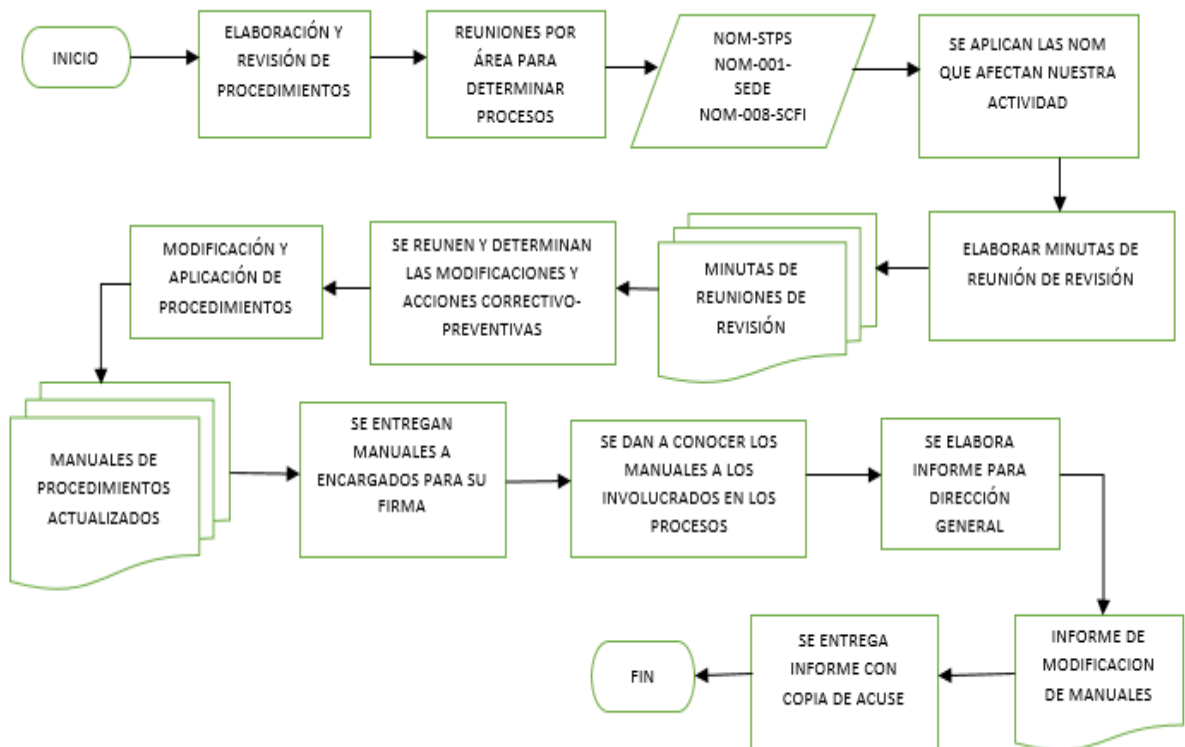 INICIO
ELABORACIÓN Y
REVISIÓN DE
PROCEDIMIENTOS
REUNIONES POR
ÁREA PARA
DETERMINAR
PROCESOS
NOM-STPS
NOM-001-
SEDE
NOM-008-SCFI
SE APLICAN LAS NOM
QUE AFECTAN NUESTRA
ACTIVIDAD
ELABORAR MINUTAS DE
REUNIÓN DE REVISIÓN
MINUTAS DE
REUNIONES DE
REVISIÓN
SE REUNEN Y DETERMINAN
LAS MODIFICACIONES Y
ACCIONES CORRECTIVO-
PREVENTIVAS
MODIFICACIÓN Y
APLICACIÓN DE
PROCEDIMIENTOS
MANUALES DE
PROCEDIMIENTOS
ACTUALIZADOS
SE ENTREGAN
MANUALES A
ENCARGADOS PARA SU
FIRMA
SE DAN A CONOCER LOS
MANUALES A LOS
INVOLUCRADOS EN LOS
PROCESOS
SE ELABORA
INFORME PARA
DIRECCIÓN
GENERAL
INFORME DE
MODIFICACION
DE MANUALES
SE ENTREGA
INFORME CON
COPIA DE ACUSE
FIN